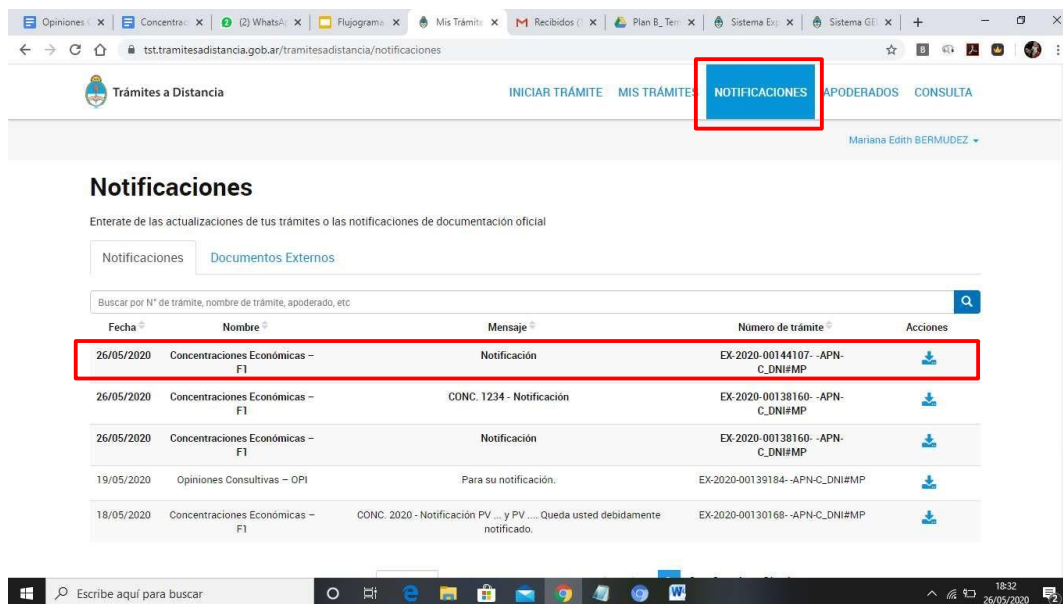 Opiniones
Concentrac
(2) WhatsA
Flujograma
Mis Trámite
Recibidos (
Plan B_Tem
Sistema Exp
Sistema GE
tst.tramitesadistancia.gob.ar/tramitesadistancia/notificaciones
Trámites a Distancia
INICIAR TRÁMITE MIS TRÁMITES NOTIFICACIONES APODERADOS CONSULTA
Mariana Edith BERMUDEZ
Notificaciones
Enterate de las actualizaciones de tus trámites o las notificaciones de documentación oficial
Notificaciones Documentos Externos
Buscar por N° de trámite, nombre de trámite, apoderado, etc
Fecha Nombre Mensaje Número de trámite Acciones
26/05/2020 Concentraciones Económicas – Notificación EX-2020-00144107- -APN-
F1 C_DNI#MP
26/05/2020 Concentraciones Económicas – CONC. 1234 - Notificación EX-2020-00138160- -APN-
F1 C_DNI#MP
26/05/2020 Concentraciones Económicas – Notificación EX-2020-00138160- -APN-
F1 C_DNI#MP
19/05/2020 Opiniones Consultivas – OPI Para su notificación. EX-2020-00139184- -APN-C_DNI#MP
18/05/2020 Concentraciones Económicas – CONC. 2020 - Notificación PV ... y PV .... Queda usted debidamente EX-2020-00130168- -APN-C_DNI#MP
F1 notificado.
Escribe aquí para buscar
18:32
26/05/2020